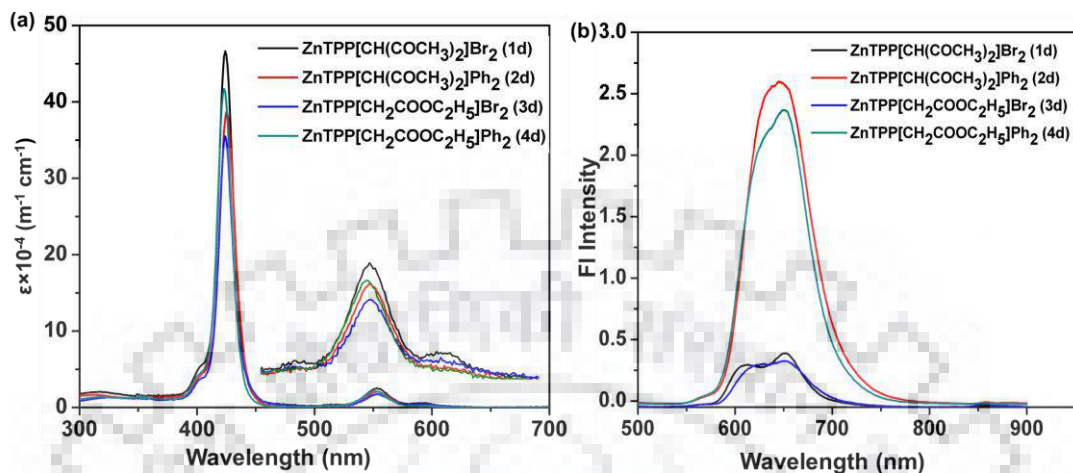 (a)
50
40
30
20
10
0
ε×10⁻⁴ (m⁻¹ cm⁻¹)
ZnTPP[CH(COCH₃)₂]Br₂ (1d)
ZnTPP[CH(COCH₃)₂]Ph₂ (2d)
ZnTPP[CH₂COOC₂H₅]Br₂ (3d)
ZnTPP[CH₂COOC₂H₅]Ph₂ (4d)
300 400 500 600 700
Wavelength (nm)
(b)
3.0
2.5
2.0
1.5
1.0
0.5
0.0
FI Intensity
ZnTPP[CH(COCH₃)₂]Br₂ (1d)
ZnTPP[CH(COCH₃)₂]Ph₂ (2d)
ZnTPP[CH₂COOC₂H₅]Br₂ (3d)
ZnTPP[CH₂COOC₂H₅]Ph₂ (4d)
500 600 700 800 900
Wavelength (nm)